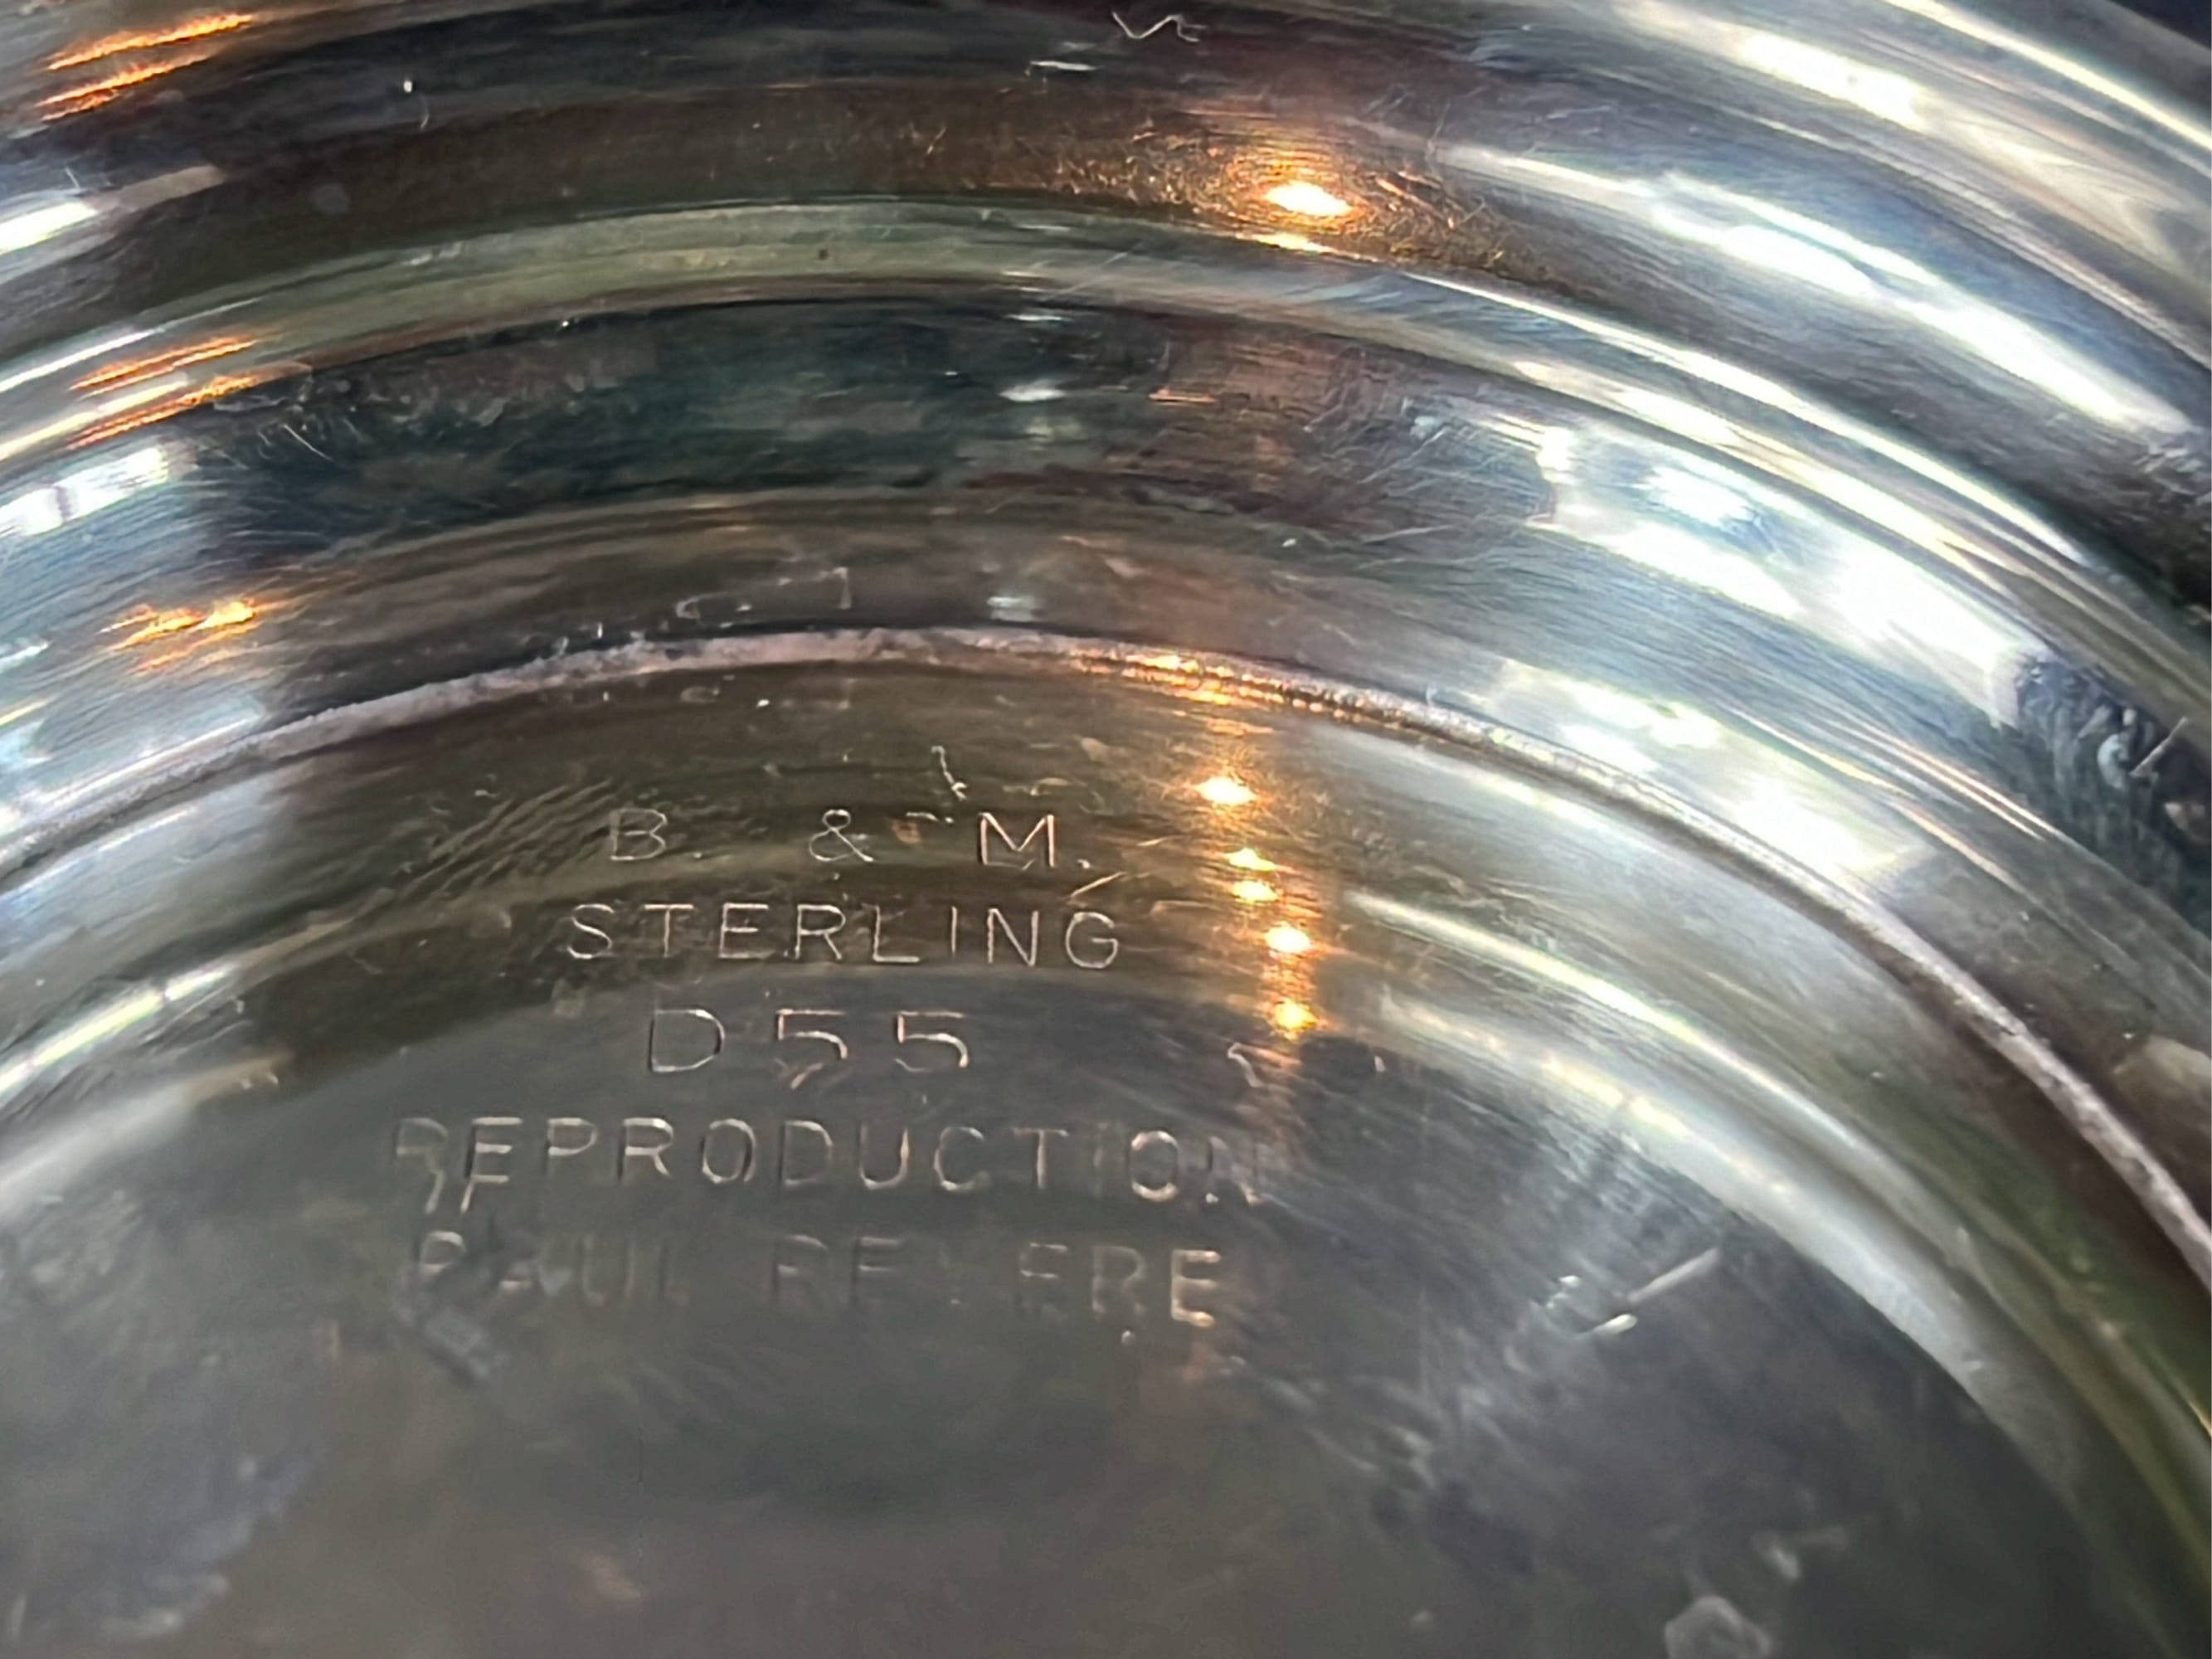 B. & M.
STERLING
D55
REPRODUCTION
PAUL REVERE